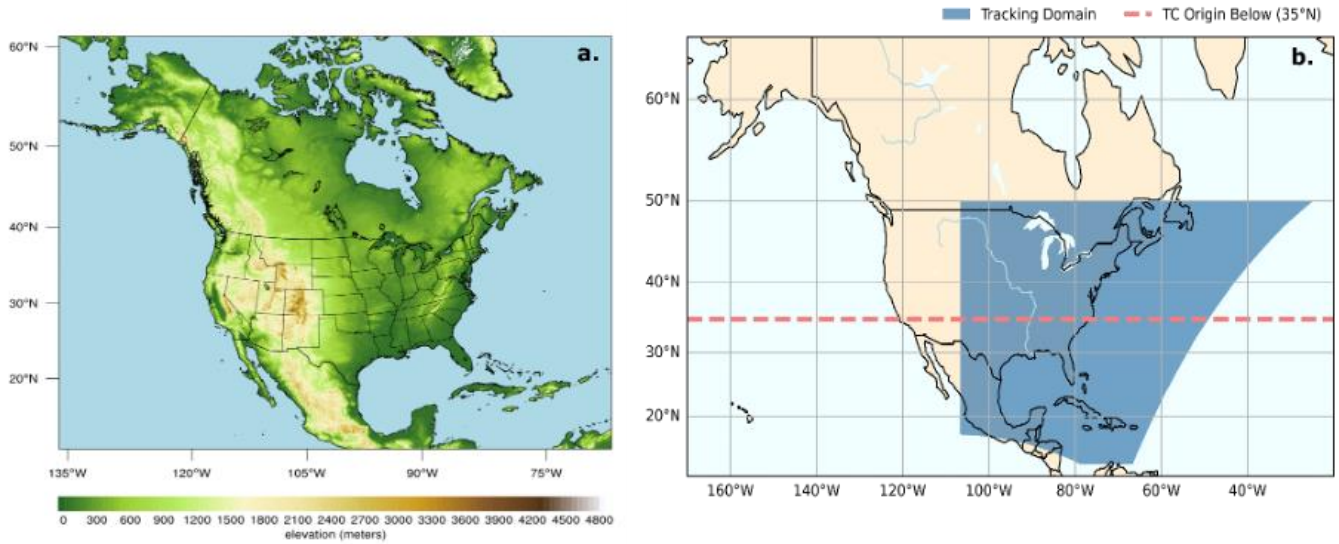 Tracking Domain
TC Origin Below (35°N)
a.
60°N
50°N
40°N
30°N
20°N
135°W 120°W 105°W 90°W 75°W
0 300 600 900 1200 1500 1800 2100 2400 2700 3000 3300 3600 3900 4200 4500 4800
elevation (meters)
b.
60°N
50°N
40°N
30°N
20°N
160°W 140°W 120°W 100°W 80°W 60°W 40°W